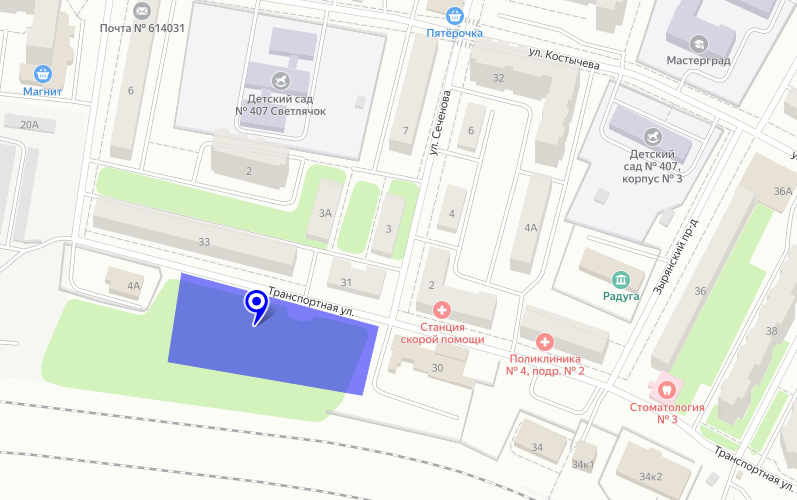 Почта № 614031
Пятёрочка
ул. Костычева
Мастерград
Магнит
Детский сад
№ 407 Светлячок
6
32
20А
7
6
ул. Сеченова
Детский
сад № 407,
корпус № 3
2
36А
3А
3
4
4А
33
Зырянский пр-д
31
2
4А
Радуга
36
Транспортная ул.
Станция
скорой помощи
38
Поликлиника
№ 4, подр. № 2
30
Стоматология
№ 3
34
34к1
34к2
Транспортная ул.